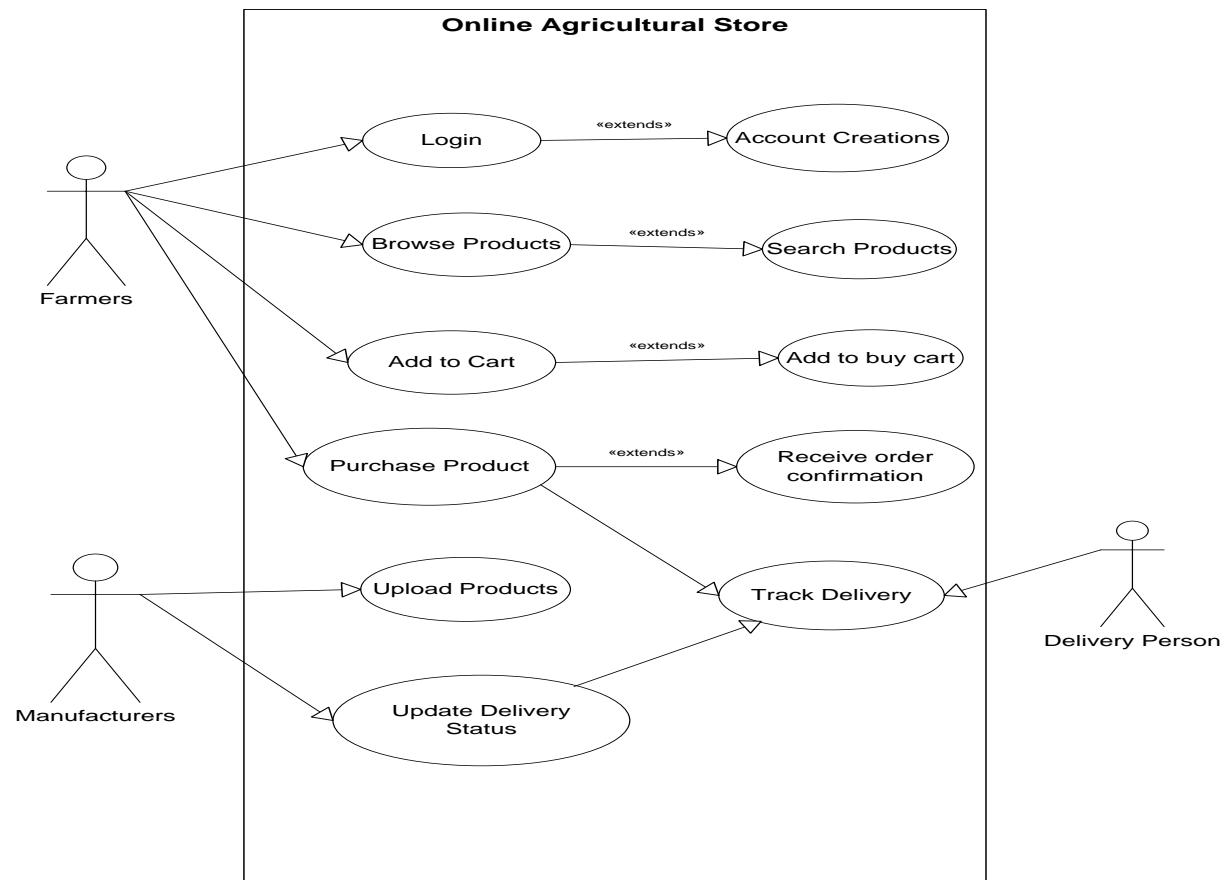 Online Agricultural Store
Login
«extends»
Account Creations
Farmers
Browse Products
«extends»
Search Products
Add to Cart
«extends»
Add to buy cart
Purchase Product
«extends»
Receive order
confirmation
Manufacturers
Upload Products
Track Delivery
Delivery Person
Update Delivery
Status